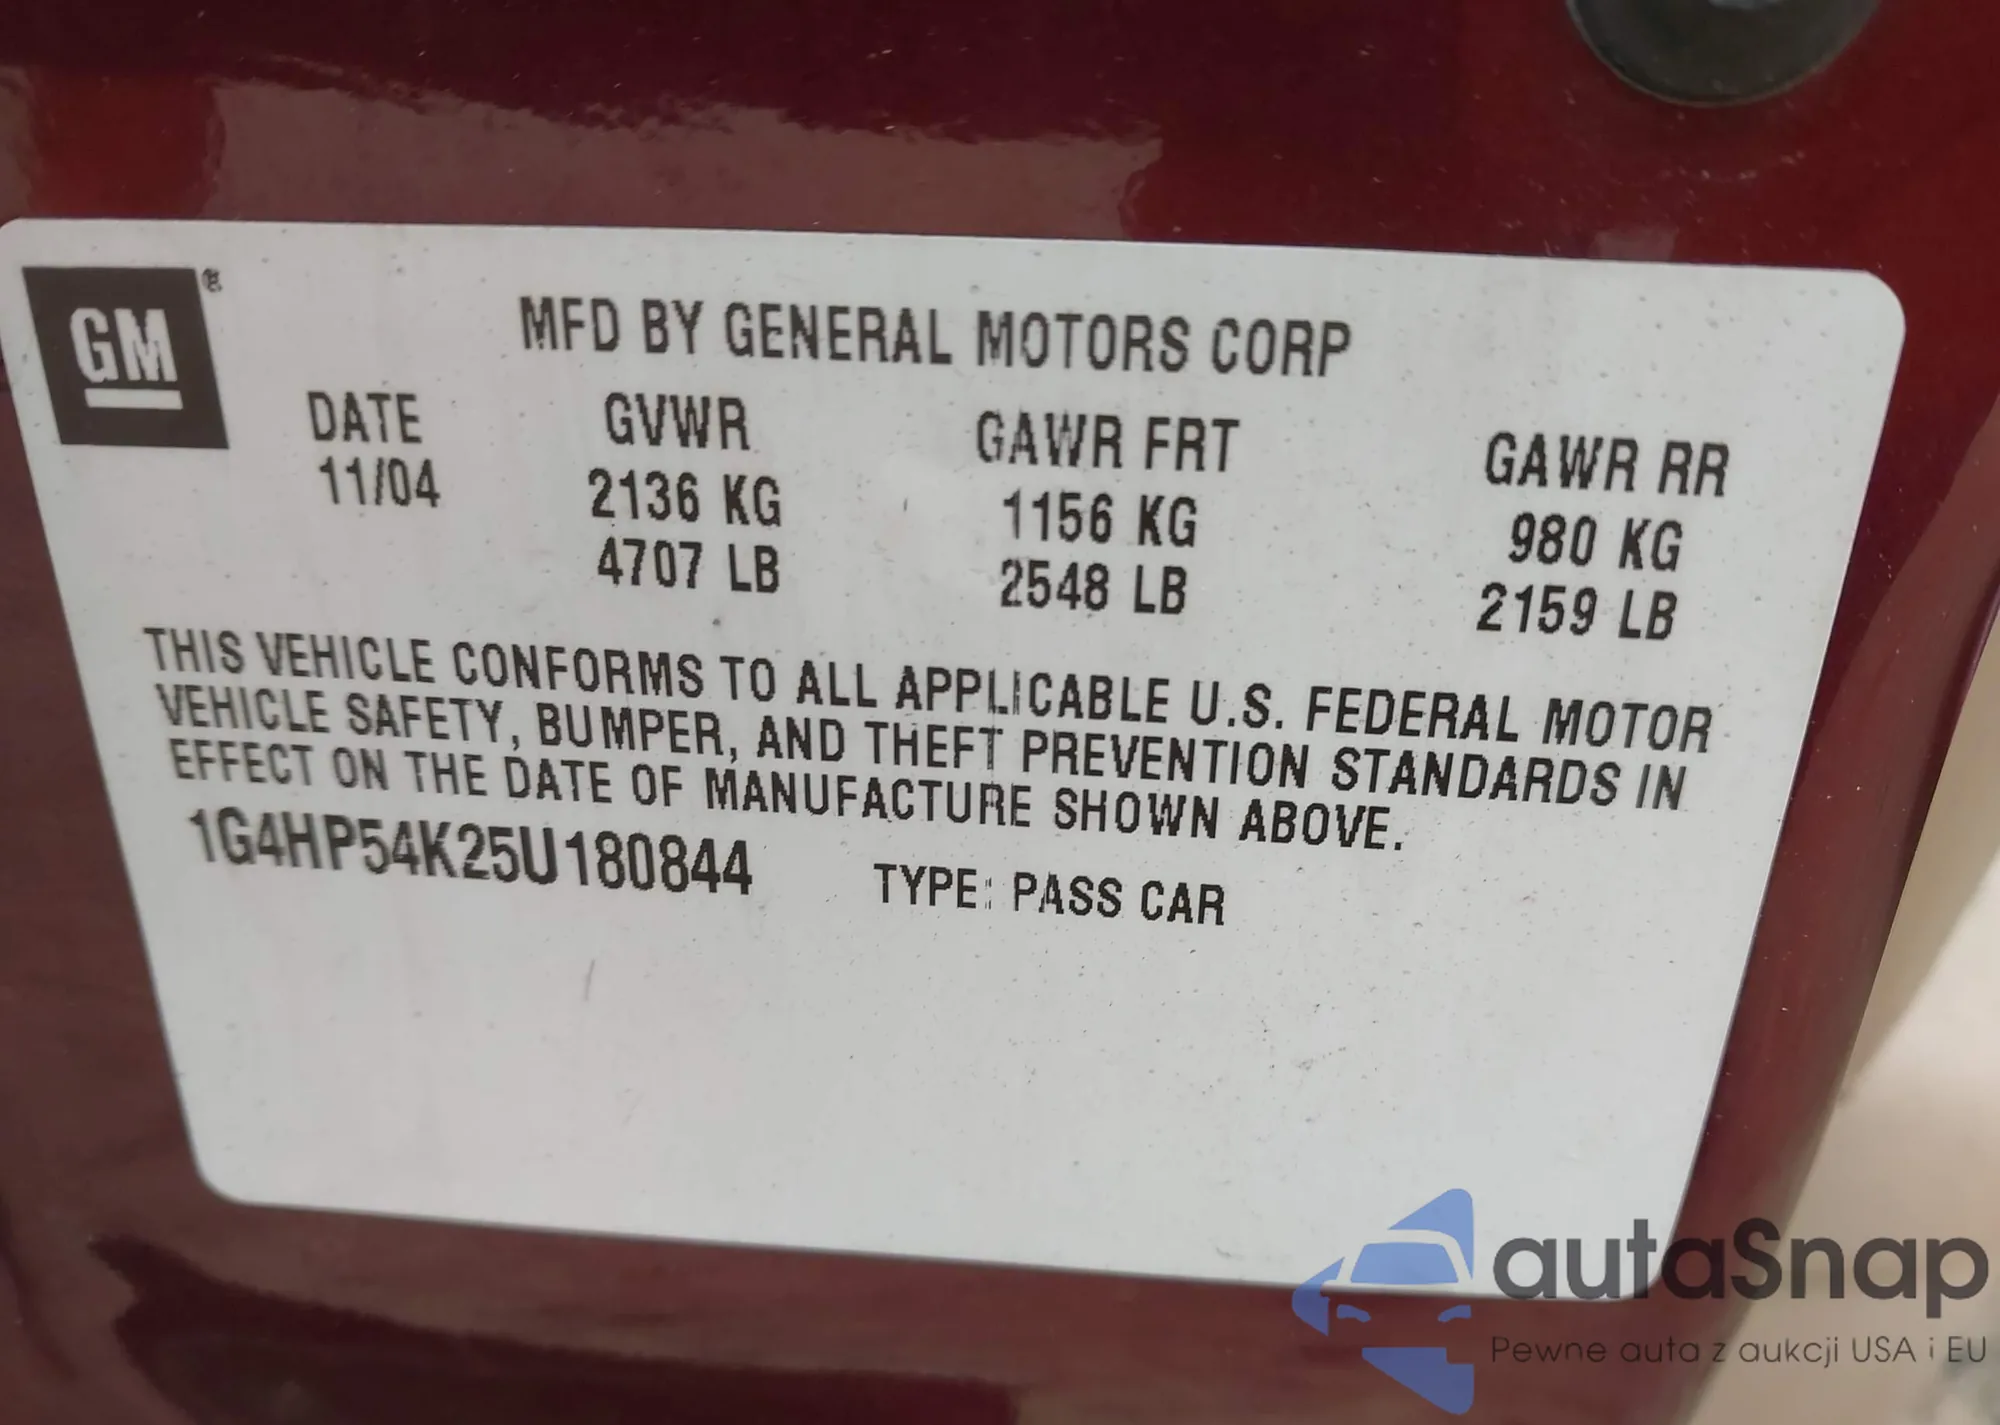 GM®
MFD BY GENERAL MOTORS CORP
DATE GVWR GAWR FRT GAWR RR
11/04 2136 KG 1156 KG 980 KG
4707 LB 2548 LB 2159 LB
THIS VEHICLE CONFORMS TO ALL APPLICABLE U.S. FEDERAL MOTOR
VEHICLE SAFETY, BUMPER, AND THEFT PREVENTION STANDARDS IN
EFFECT ON THE DATE OF MANUFACTURE SHOWN ABOVE.
1G4HP54K25U180844 TYPE: PASS CAR
autaSnap
Pewne auta z aukcji USA i EU